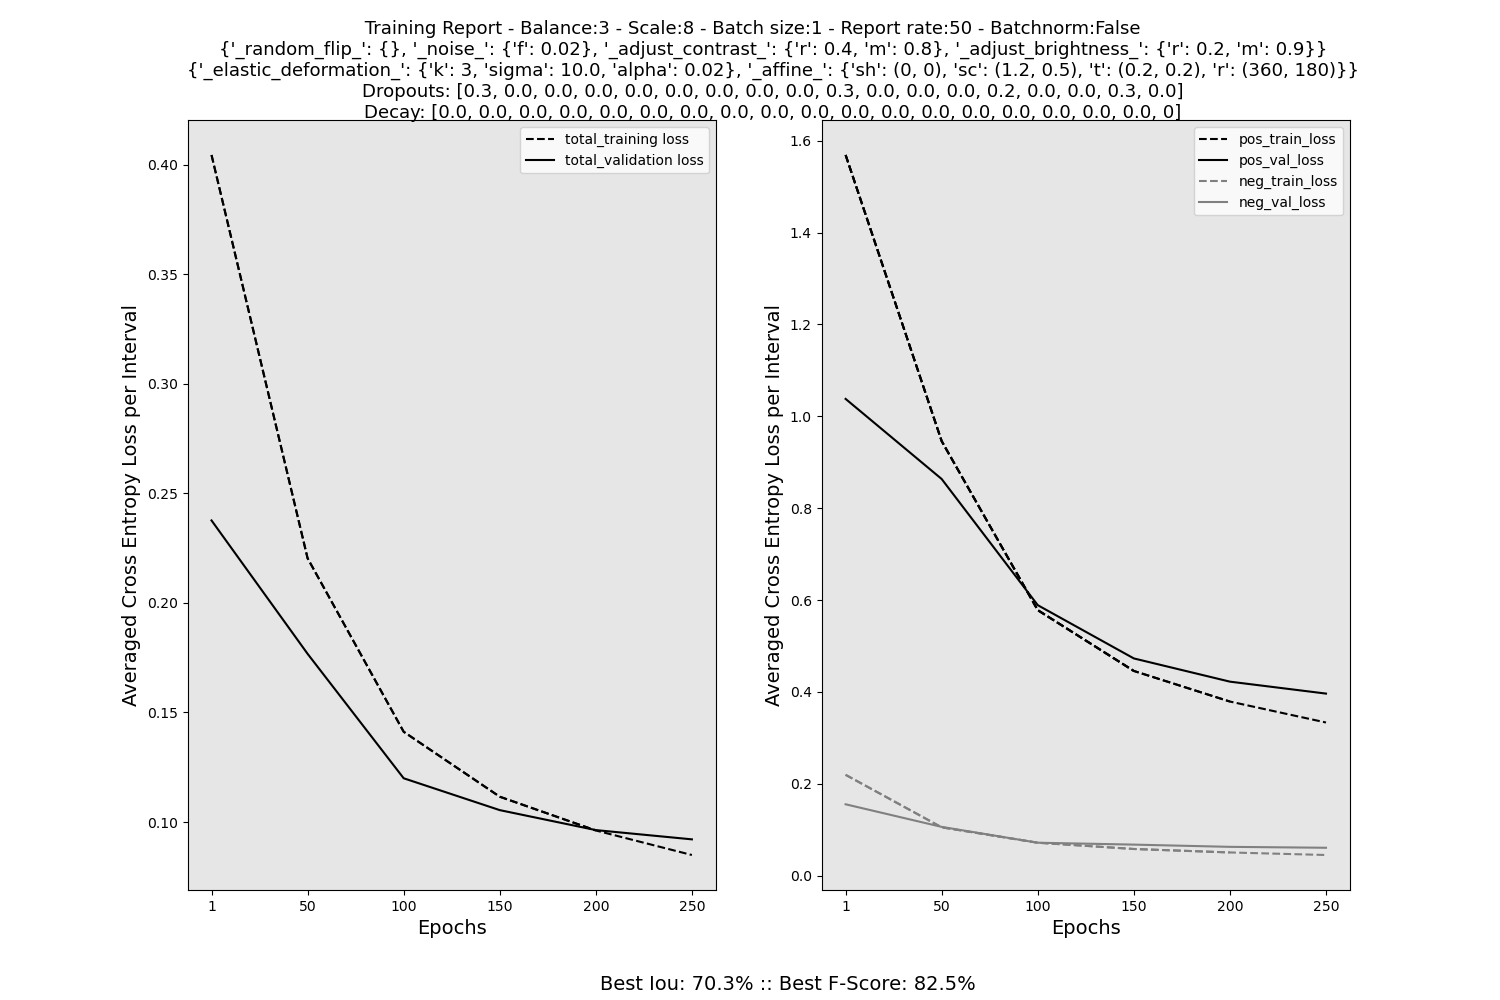 Training Report - Balance:3 - Scale:8 - Batch size:1 - Report rate:50 - Batchnorm:False
{'_random_flip_': {}, '_noise_': {'f': 0.02}, '_adjust_contrast_': {'r': 0.4, 'm': 0.8}, '_adjust_brightness_': {'r': 0.2, 'm': 0.9}}
{'_elastic_deformation_': {'k': 3, 'sigma': 10.0, 'alpha': 0.02}, '_affine_': {'sh': (0, 0), 'sc': (1.2, 0.5), 't': (0.2, 0.2), 'r': (360, 180)}}
Dropouts: [0.3, 0.0, 0.0, 0.0, 0.0, 0.0, 0.0, 0.0, 0.0, 0.3, 0.0, 0.0, 0.0, 0.2, 0.0, 0.0, 0.3, 0.0]
Decay: [0.0, 0.0, 0.0, 0.0, 0.0, 0.0, 0.0, 0.0, 0.0, 0.0, 0.0, 0.0, 0.0, 0.0, 0.0, 0.0, 0.0, 0.0, 0]
total_training loss
total_validation loss
0.40
0.35
0.30
0.25
0.20
0.15
0.10
Averaged Cross Entropy Loss per Interval
1 50 100 150 200 250
Epochs
pos_train_loss
pos_val_loss
neg_train_loss
neg_val_loss
1.6
1.4
1.2
1.0
0.8
0.6
0.4
0.2
0.0
Averaged Cross Entropy Loss per Interval
1 50 100 150 200 250
Epochs
Best Iou: 70.3% :: Best F-Score: 82.5%